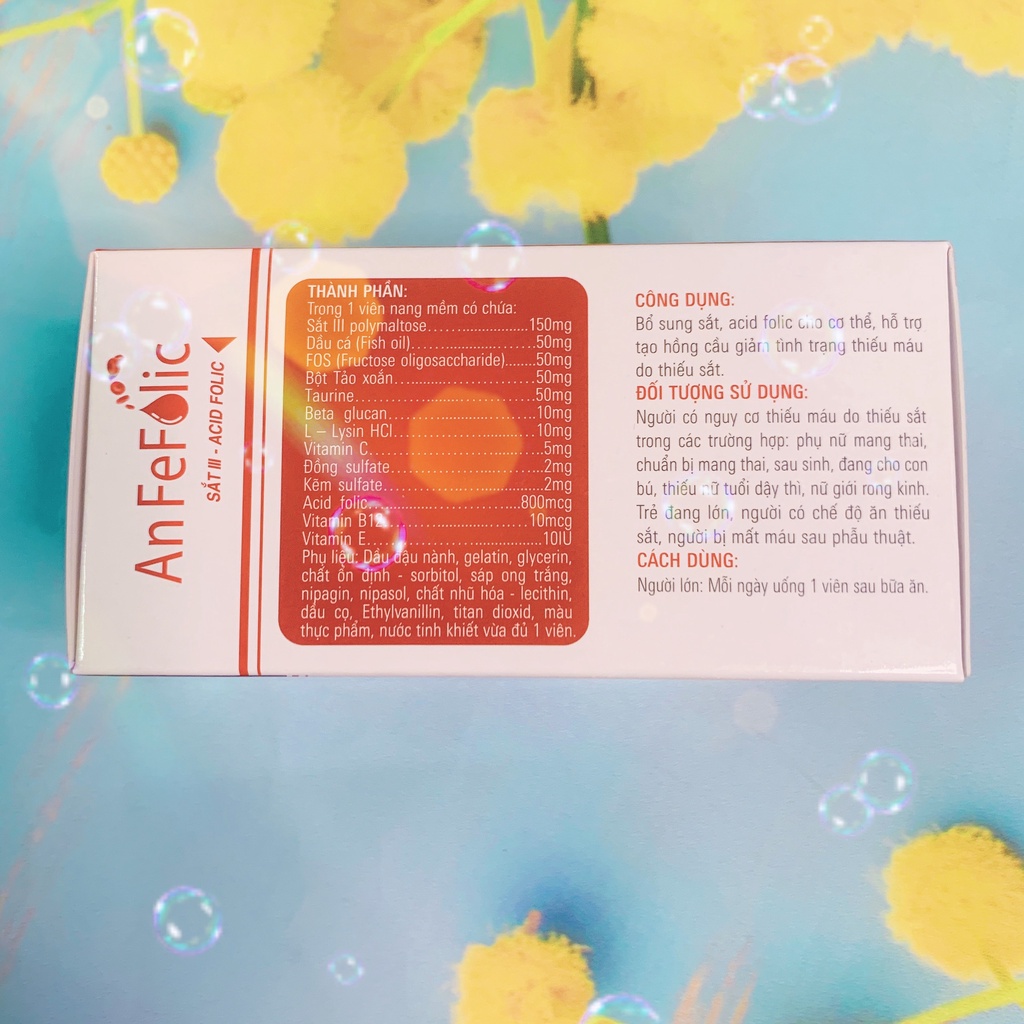 AnFeFolic
SẮT III - ACID FOLIC
THÀNH PHẦN:
Trong 1 viên nang mềm có chứa:
Sắt III polymaltose........................150mg
Dầu cá (Fish oil)........................50mg
FOS (Fructose oligosaccharide)......50mg
Bột Tảo xoắn........................50mg
Taurine........................50mg
Beta glucan........................10mg
L – Lysin HCl........................10mg
Vitamin C........................5mg
Đồng sulfate........................2mg
Kẽm sulfate........................2mg
Acid folic........................800mcg
Vitamin B12........................10mcg
Vitamin E........................10IU
Phụ liệu: Dầu đậu nành, gelatin, glycerin,
chất ổn định - sorbitol, sáp ong trắng,
nipagin, nipasol, chất nhũ hóa - lecithin,
dầu cọ, Ethylvanillin, titan dioxid, màu
thực phẩm, nước tinh khiết vừa đủ 1 viên.
CÔNG DỤNG:
Bổ sung sắt, acid folic cho cơ thể, hỗ trợ
tạo hồng cầu giảm tình trạng thiếu máu
do thiếu sắt.
ĐỐI TƯỢNG SỬ DỤNG:
Người có nguy cơ thiếu máu do thiếu sắt
trong các trường hợp: phụ nữ mang thai,
chuẩn bị mang thai, sau sinh, đang cho con
bú, thiếu nữ tuổi dậy thì, nữ giới rong kinh.
Trẻ đang lớn, người có chế độ ăn thiếu
sắt, người bị mất máu sau phẫu thuật.
CÁCH DÙNG:
Người lớn: Mỗi ngày uống 1 viên sau bữa ăn.